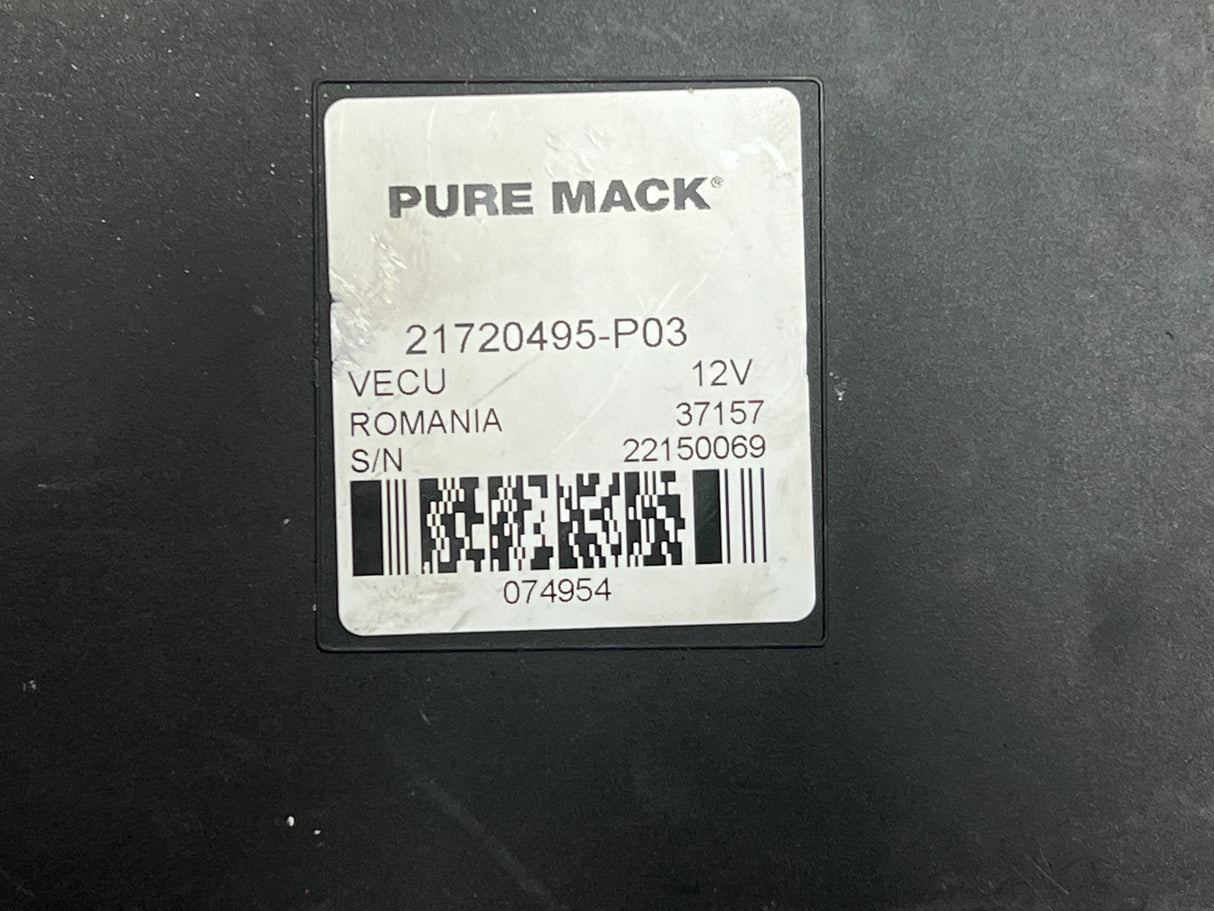 PURE MACK®
21720495-P03
VECU 12V
ROMANIA 37157
S/N 22150069
074954